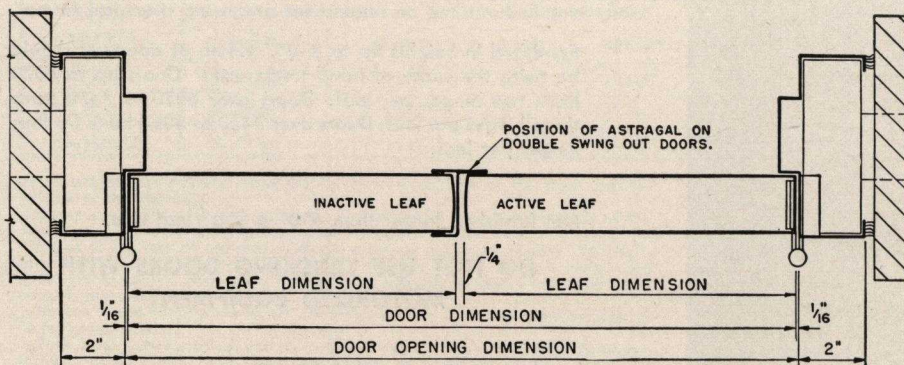 POSITION OF ASTRAGAL ON
DOUBLE SWING OUT DOORS.
INACTIVE LEAF
ACTIVE LEAF
1/4"
LEAF DIMENSION
LEAF DIMENSION
1/16"
DOOR DIMENSION
1/16"
2"
DOOR OPENING DIMENSION
2"